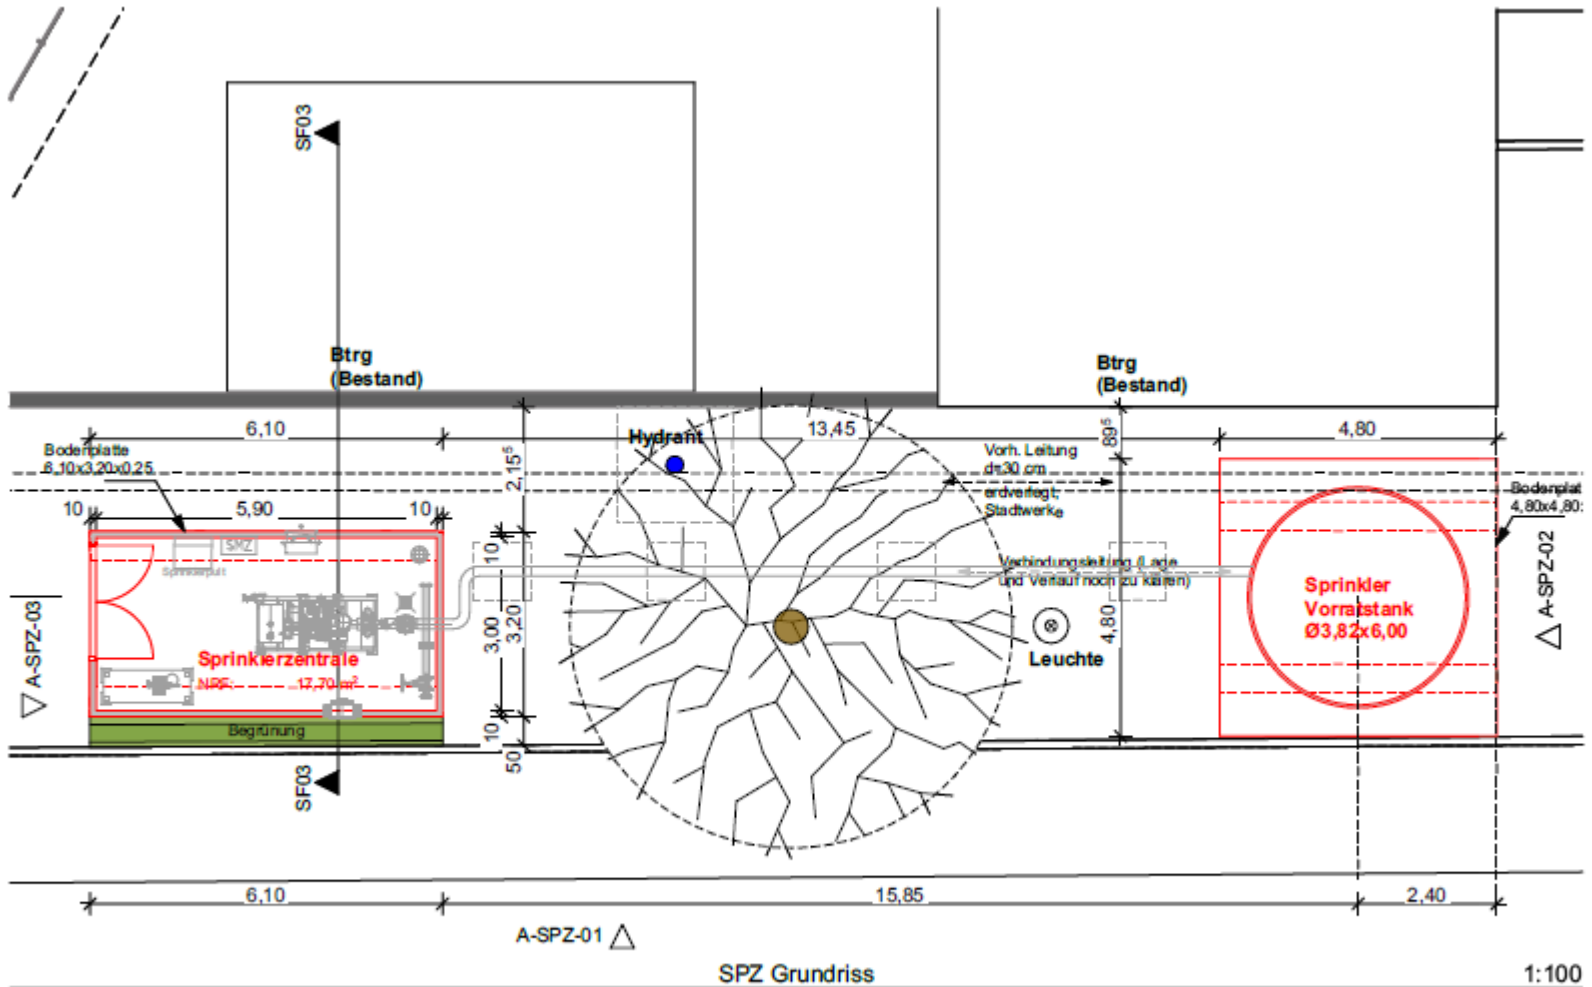 SF03
Btrg
(Bestand)
Btrg
(Bestand)
6,10
13,45
4,80
Bodenplatte
6,10x3,20x0,25
Hydrant
2,15⁵
89⁵
Vorh. Leitung
d=30 cm
erdverlegt,
Stadtwerke
Bodenplat
4,80x4,80:
10
5,90
10
SMZ
Sprinklerpult
10
3,00
3,20
10
50
Verbindungsleitung (Lage
und Verlauf noch zu klären)
4,80
Sprinkler
Vorratstank
Ø3,82x6,00
A-SPZ-02
A-SPZ-03
Sprinklerzentrale
NRF: 17,70 m²
Leuchte
Begrünung
SF03
6,10
15,85
2,40
A-SPZ-01
SPZ Grundriss
1:100